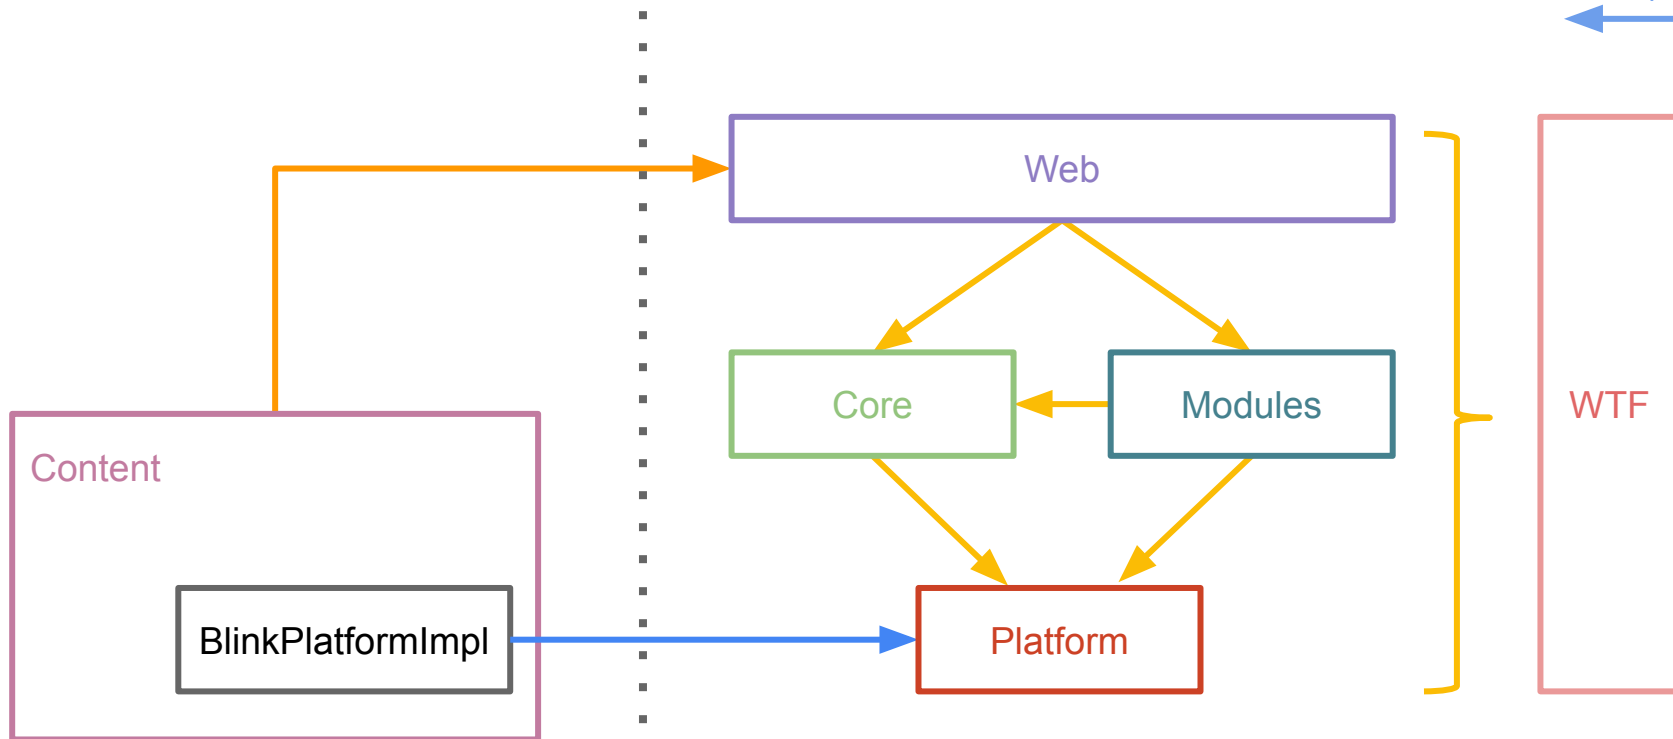 Web
Core
Modules
WTF
Content
BlinkPlatformImpl
Platform